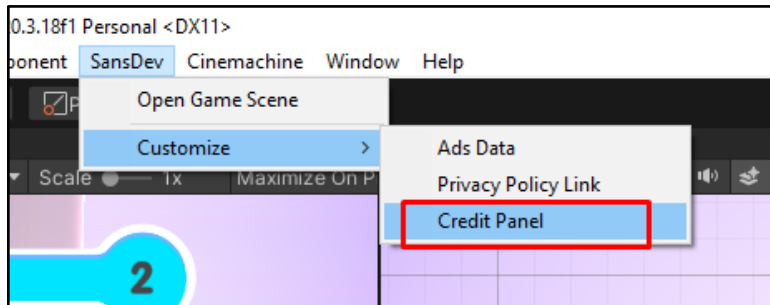 0.3.18f1 Personal <DX11>
ponent SansDev Cinemachine Window Help
Open Game Scene
Customize >
Ads Data
Privacy Policy Link
Credit Panel
Scale 1x Maximize On P
2